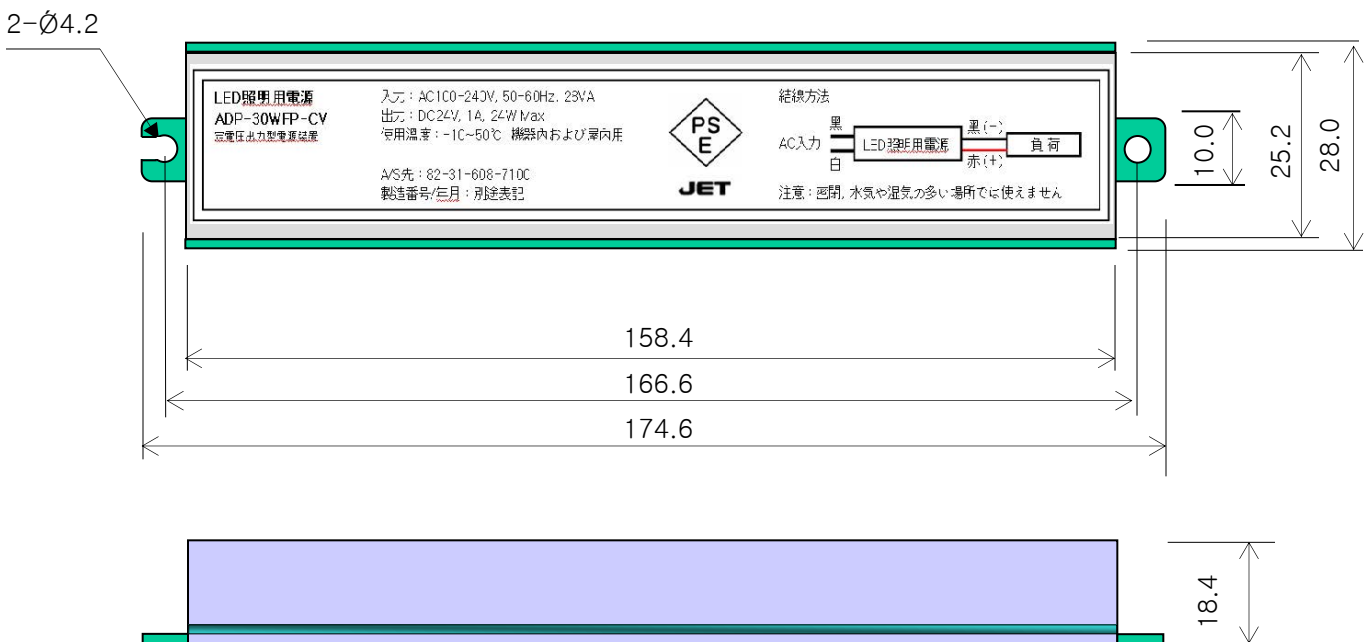 2-Ø4.2
LED照明用電源
ADP-30WFP-CV
定電圧出力型電源装置
入力 : AC100-240V, 50-60Hz. 28VA
出力 : DC24V, 1A, 24W Max
使用温度 : -10~50℃ 機器内および屋内用
A/S先 : 82-31-608-7100
製造番号/年月 : 別途表記
PS
E
JET
結線方法
黒
AC入力
白
LED照明用電源
黒(-)
赤(+)
負荷
注意 : 密閉, 水気や湿気の多い場所では使えません
10.0
25.2
28.0
158.4
166.6
174.6
18.4